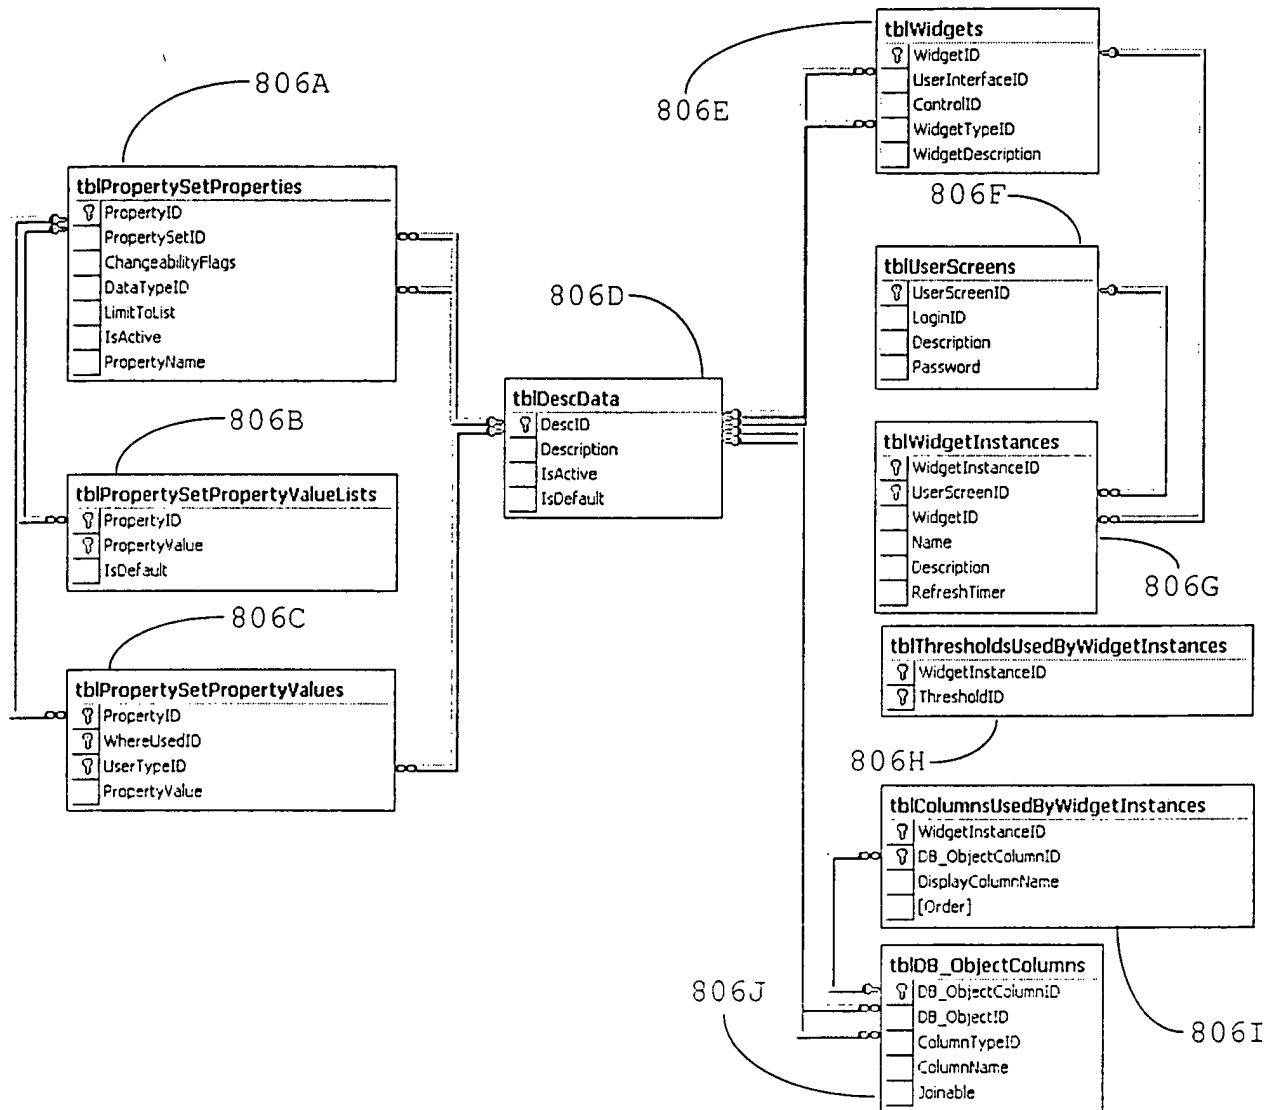 806A
tblPropertySetProperties
PropertyID
PropertySetID
ChangeabilityFlags
DataTypeID
LimitToList
IsActive
PropertyName
806B
tblPropertySetPropertyValueLists
PropertyID
PropertyValue
IsDefault
806C
tblPropertySetPropertyValues
PropertyID
WhereUsedID
UserTypeID
PropertyValue
806D
tblDescData
DescID
Description
IsActive
IsDefault
806E
tblWidgets
WidgetID
UserInterfaceID
ControlID
WidgetTypeID
WidgetDescription
806F
tblUserScreens
UserScreenID
LoginID
Description
Password
tblWidgetInstances
WidgetInstanceID
UserScreenID
WidgetID
Name
Description
RefreshTimer
806G
tblThresholdsUsedByWidgetInstances
WidgetInstanceID
ThresholdID
806H
tblColumnsUsedByWidgetInstances
WidgetInstanceID
DB_ObjectColumnID
DisplayColumnName
[Order]
806I
tblDB_ObjectColumns
DB_ObjectColumnID
DB_ObjectID
ColumnTypeID
ColumnName
Joinable
806J